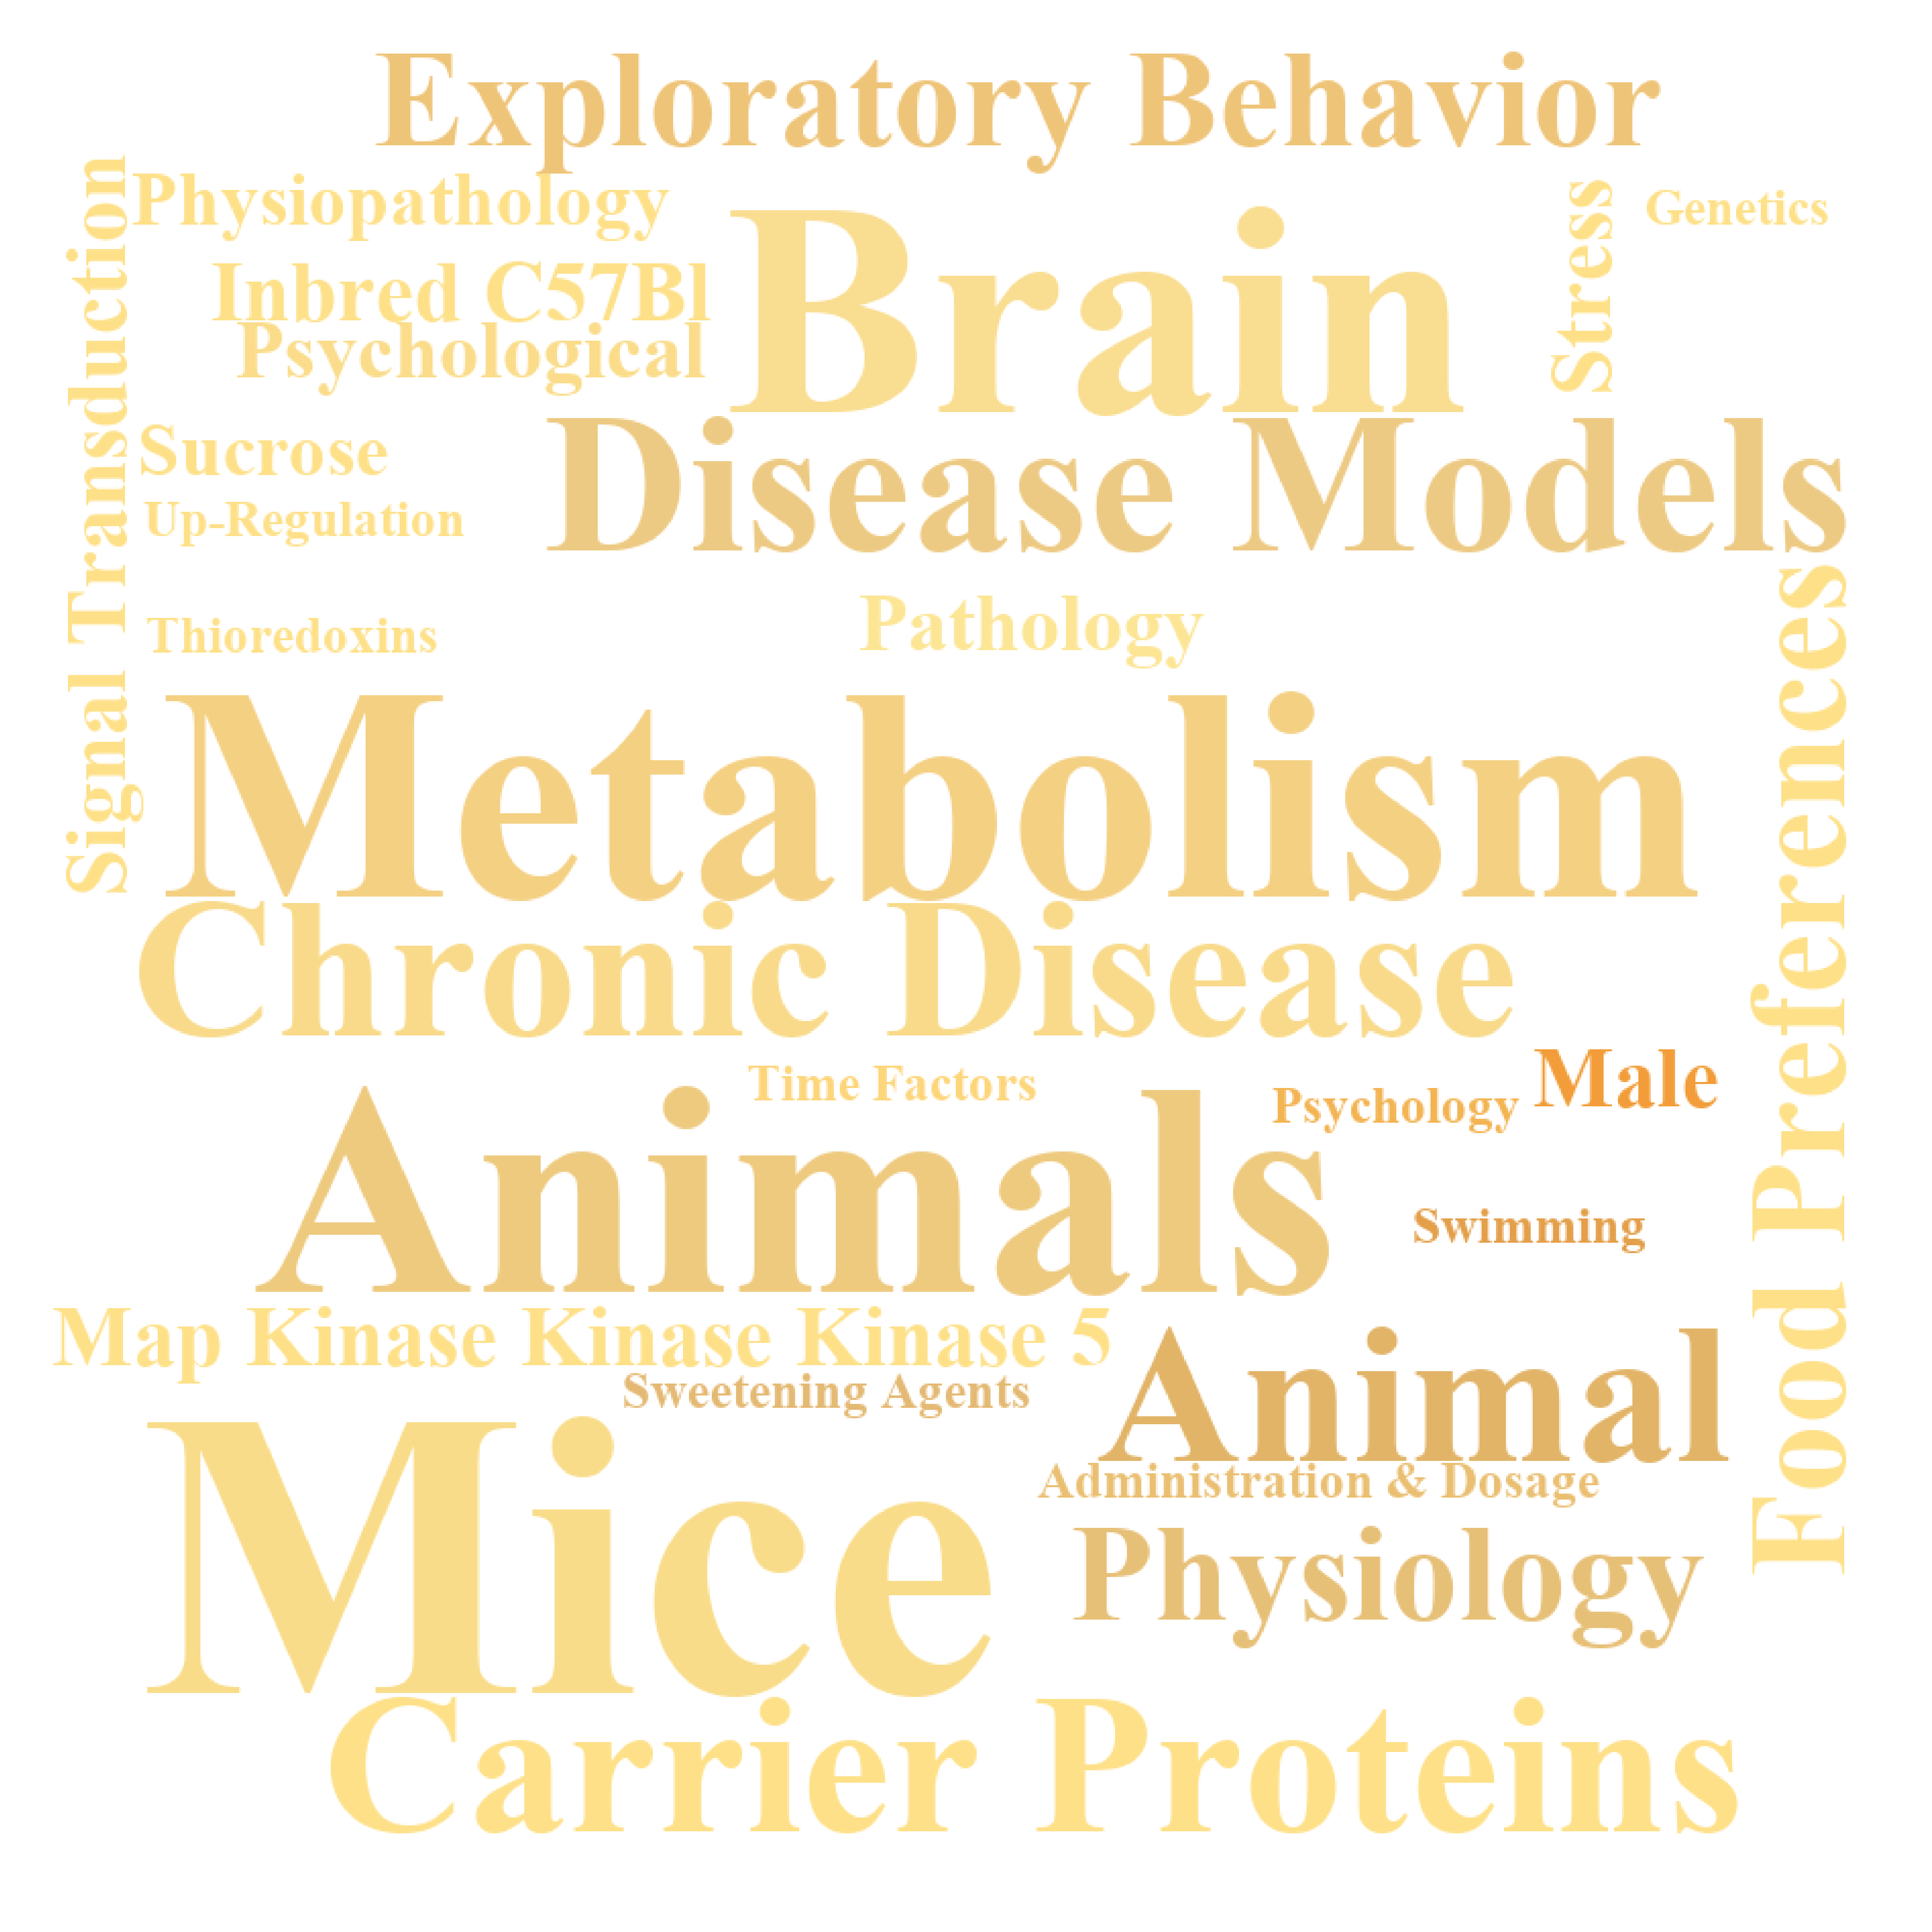 Exploratory Behavior
Physiopathology
Genetics
Stress
Brain
Inbred C57Bl
Psychological
Signal Transduction
Sucrose
Disease Models
Up-Regulation
Thioredoxins
Pathology
Food Preferences
Metabolism
Chronic Disease
Time Factors
Male
Psychology
Animals
Swimming
Map Kinase Kinase Kinase 5
Animal
Sweetening Agents
Mice
Administration & Dosage
Physiology
Carrier Proteins